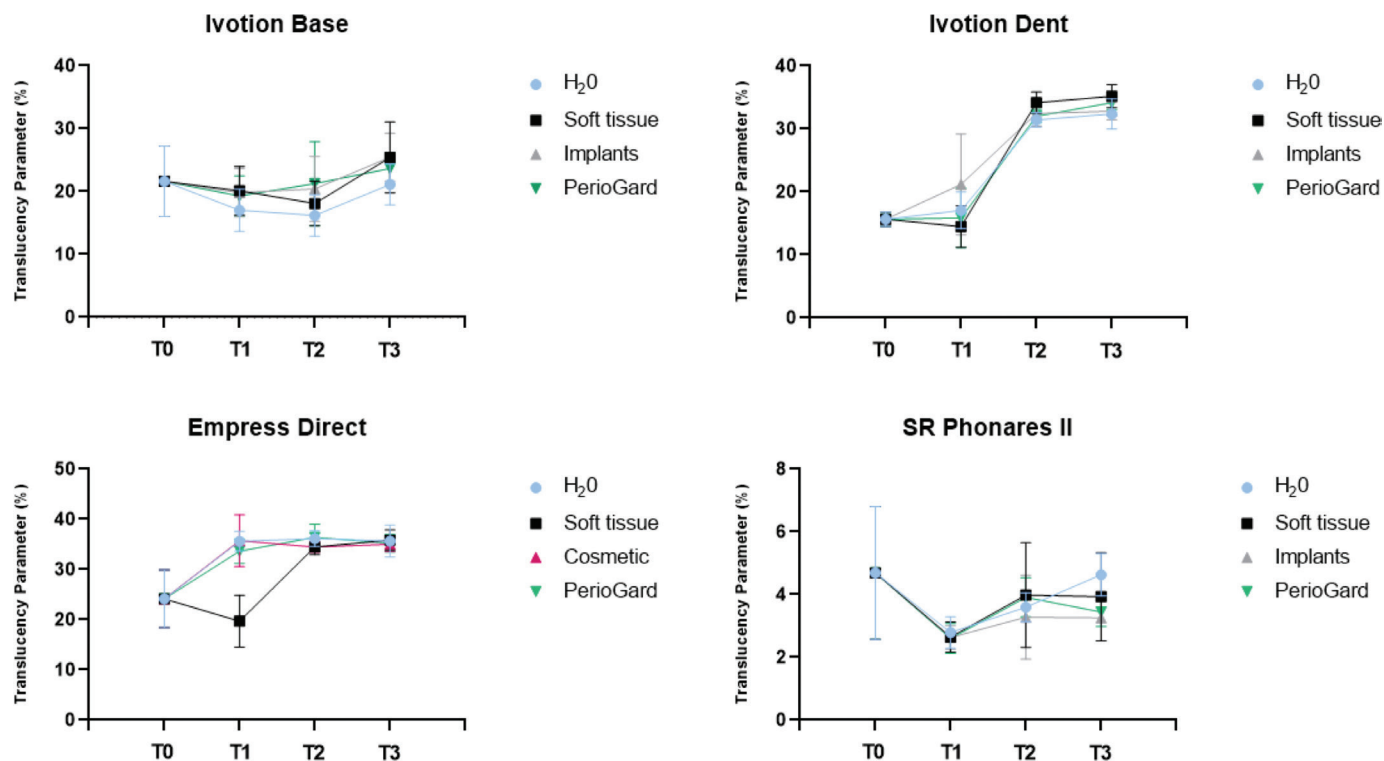 Ivotion Base
Translucency Parameter (%)
40
30
20
10
0
T0 T1 T2 T3
H₂0
Soft tissue
Implants
PerioGard
Ivotion Dent
Translucency Parameter (%)
40
30
20
10
0
T0 T1 T2 T3
H₂0
Soft tissue
Implants
PerioGard
Empress Direct
Translucency Parameter (%)
50
40
30
20
10
0
T0 T1 T2 T3
H₂0
Soft tissue
Cosmetic
PerioGard
SR Phonares II
Translucency Parameter (%)
8
6
4
2
0
T0 T1 T2 T3
H₂0
Soft tissue
Implants
PerioGard